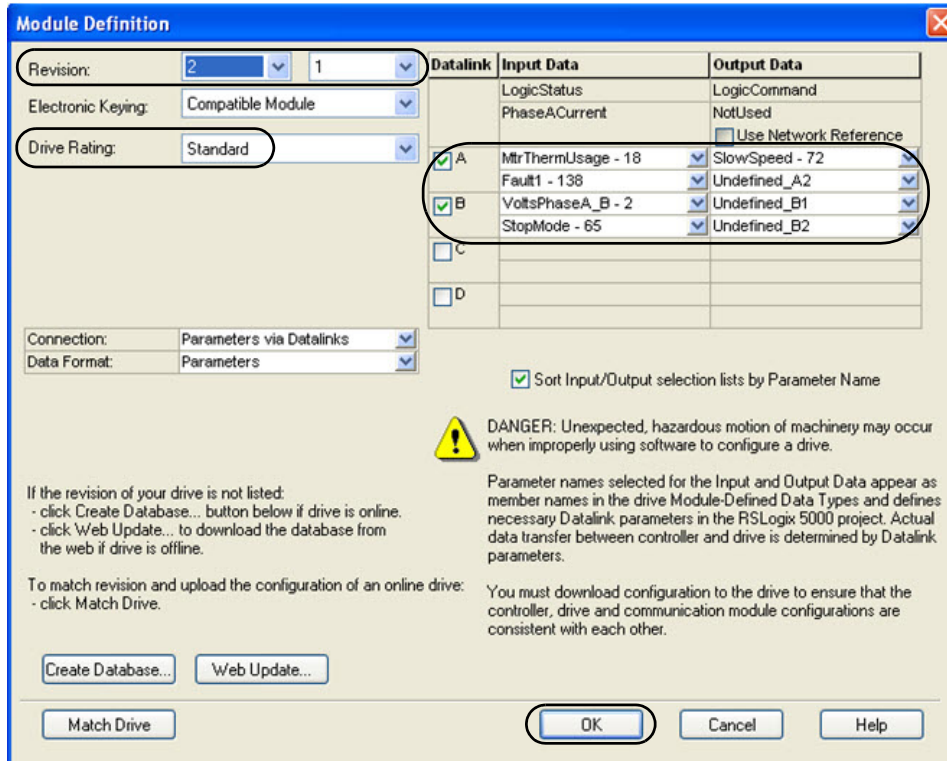 Module Definition
Revision: 2 1
Electronic Keying: Compatible Module
Drive Rating: Standard
Datalink Input Data Output Data
LogicStatus LogicCommand
PhaseACurrent NotUsed
Use Network Reference
A MtrThermUsage - 18 SlowSpeed - 72
Fault1 - 138 Undefined_A2
B VoltsPhaseA_B - 2 Undefined_B1
StopMode - 65 Undefined_B2
C
D
Connection: Parameters via Datalinks
Data Format: Parameters
Sort Input/Output selection lists by Parameter Name
DANGER: Unexpected, hazardous motion of machinery may occur
when improperly using software to configure a drive.
Parameter names selected for the Input and Output Data appear as
member names in the drive Module-Defined Data Types and defines
necessary Datalink parameters in the RSLogix 5000 project. Actual
data transfer between controller and drive is determined by Datalink
parameters.
You must download configuration to the drive to ensure that the
controller, drive and communication module configurations are
consistent with each other.
If the revision of your drive is not listed:
- click Create Database... button below if drive is online.
- click Web Update... to download the database from
the web if drive is offline.
To match revision and upload the configuration of an online drive:
- click Match Drive.
Create Database... Web Update...
Match Drive OK Cancel Help